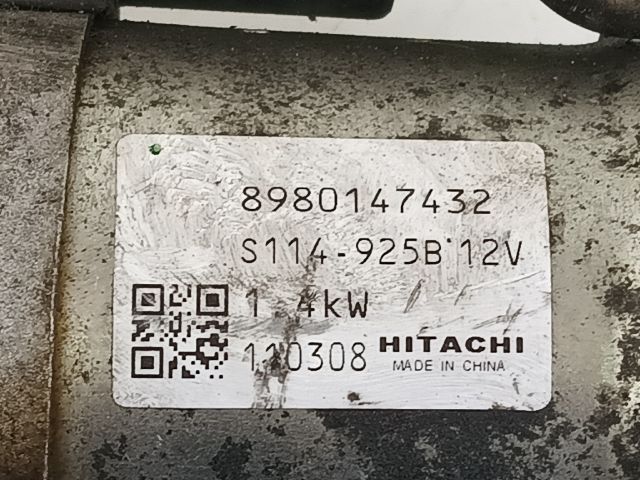 8980147432
S114-925B 12V
1.4kW
110308 HITACHI
MADE IN CHINA